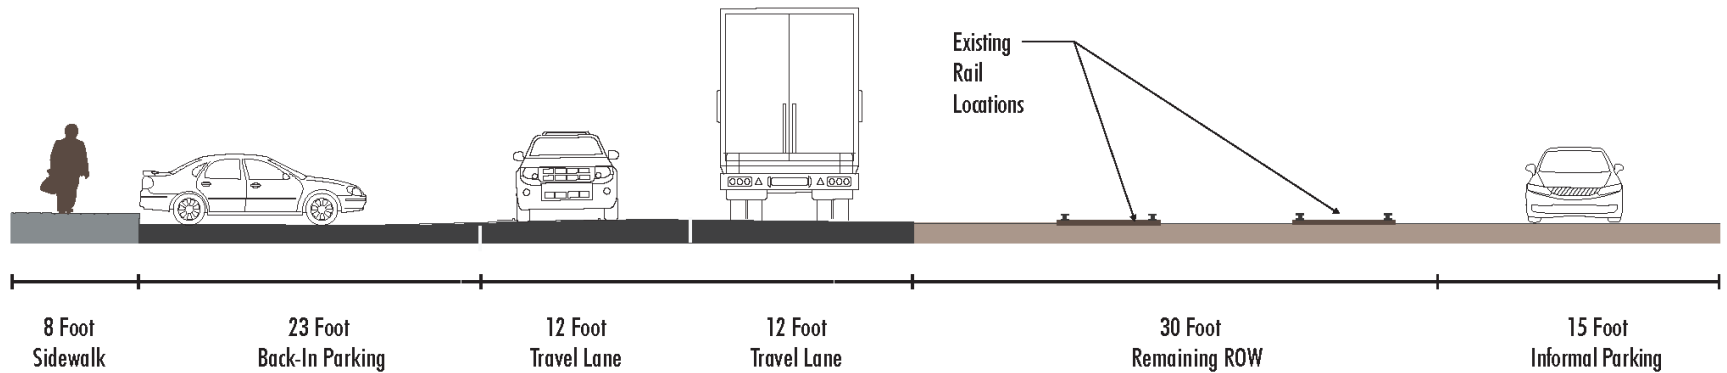 Existing
Rail
Locations
8 Foot
Sidewalk
23 Foot
Back-In Parking
12 Foot
Travel Lane
12 Foot
Travel Lane
30 Foot
Remaining ROW
15 Foot
Informal Parking